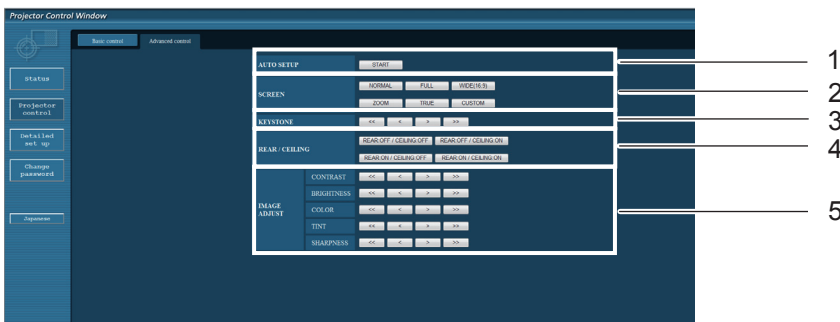 Projector Control Window
Basic control Advanced control
AUTO SETUP START 1
Status
SCREEN NORMAL FULL WIDE(16:9) 2
ZOOM TRUE CUSTOM
Projector control
KEYSTONE << < > >> 3
REAR / CEILING REAR:OFF / CEILING:OFF REAR:OFF / CEILING:ON 4
REAR:ON / CEILING:OFF REAR:ON / CEILING:ON
Detailed set up
Change password
IMAGE ADJUST
CONTRAST << < > >>
BRIGHTNESS << < > >>
COLOR << < > >> 5
TINT << < > >>
SHARPNESS << < > >>
Japanese